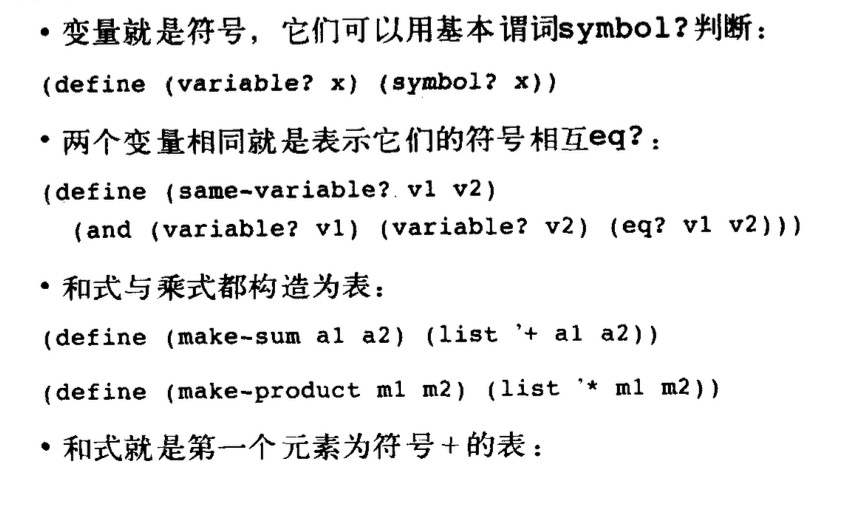 • 变量就是符号，它们可以用基本谓词symbol?判断：
(define (variable? x) (symbol? x))
• 两个变量相同就是表示它们的符号相互eq?：
(define (same-variable? v1 v2)
  (and (variable? v1) (variable? v2) (eq? v1 v2)))
• 和式与乘式都构造为表：
(define (make-sum a1 a2) (list '+ a1 a2))
(define (make-product m1 m2) (list '* m1 m2))
• 和式就是第一个元素为符号+的表：